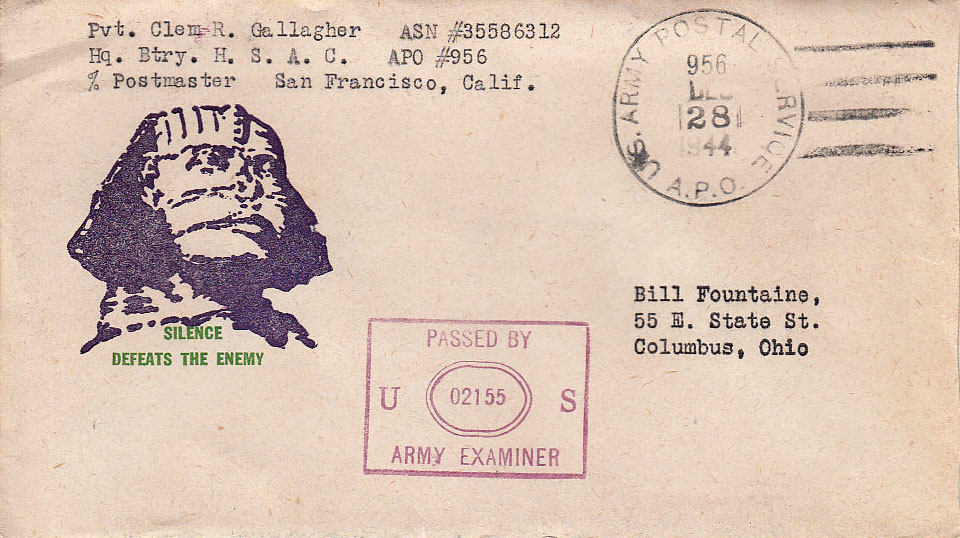 Pvt. Clem R. Gallagher ASN #35586312
Hq. Btry. H. S. A. C. APO #956
% Postmaster San Francisco, Calif.
U.S. ARMY POSTAL SERVICE
956
DEC
28
1944
A.P.O.
SILENCE
DEFEATS THE ENEMY
Bill Fountaine,
55 E. State St.
Columbus, Ohio
PASSED BY
U 02155 S
ARMY EXAMINER